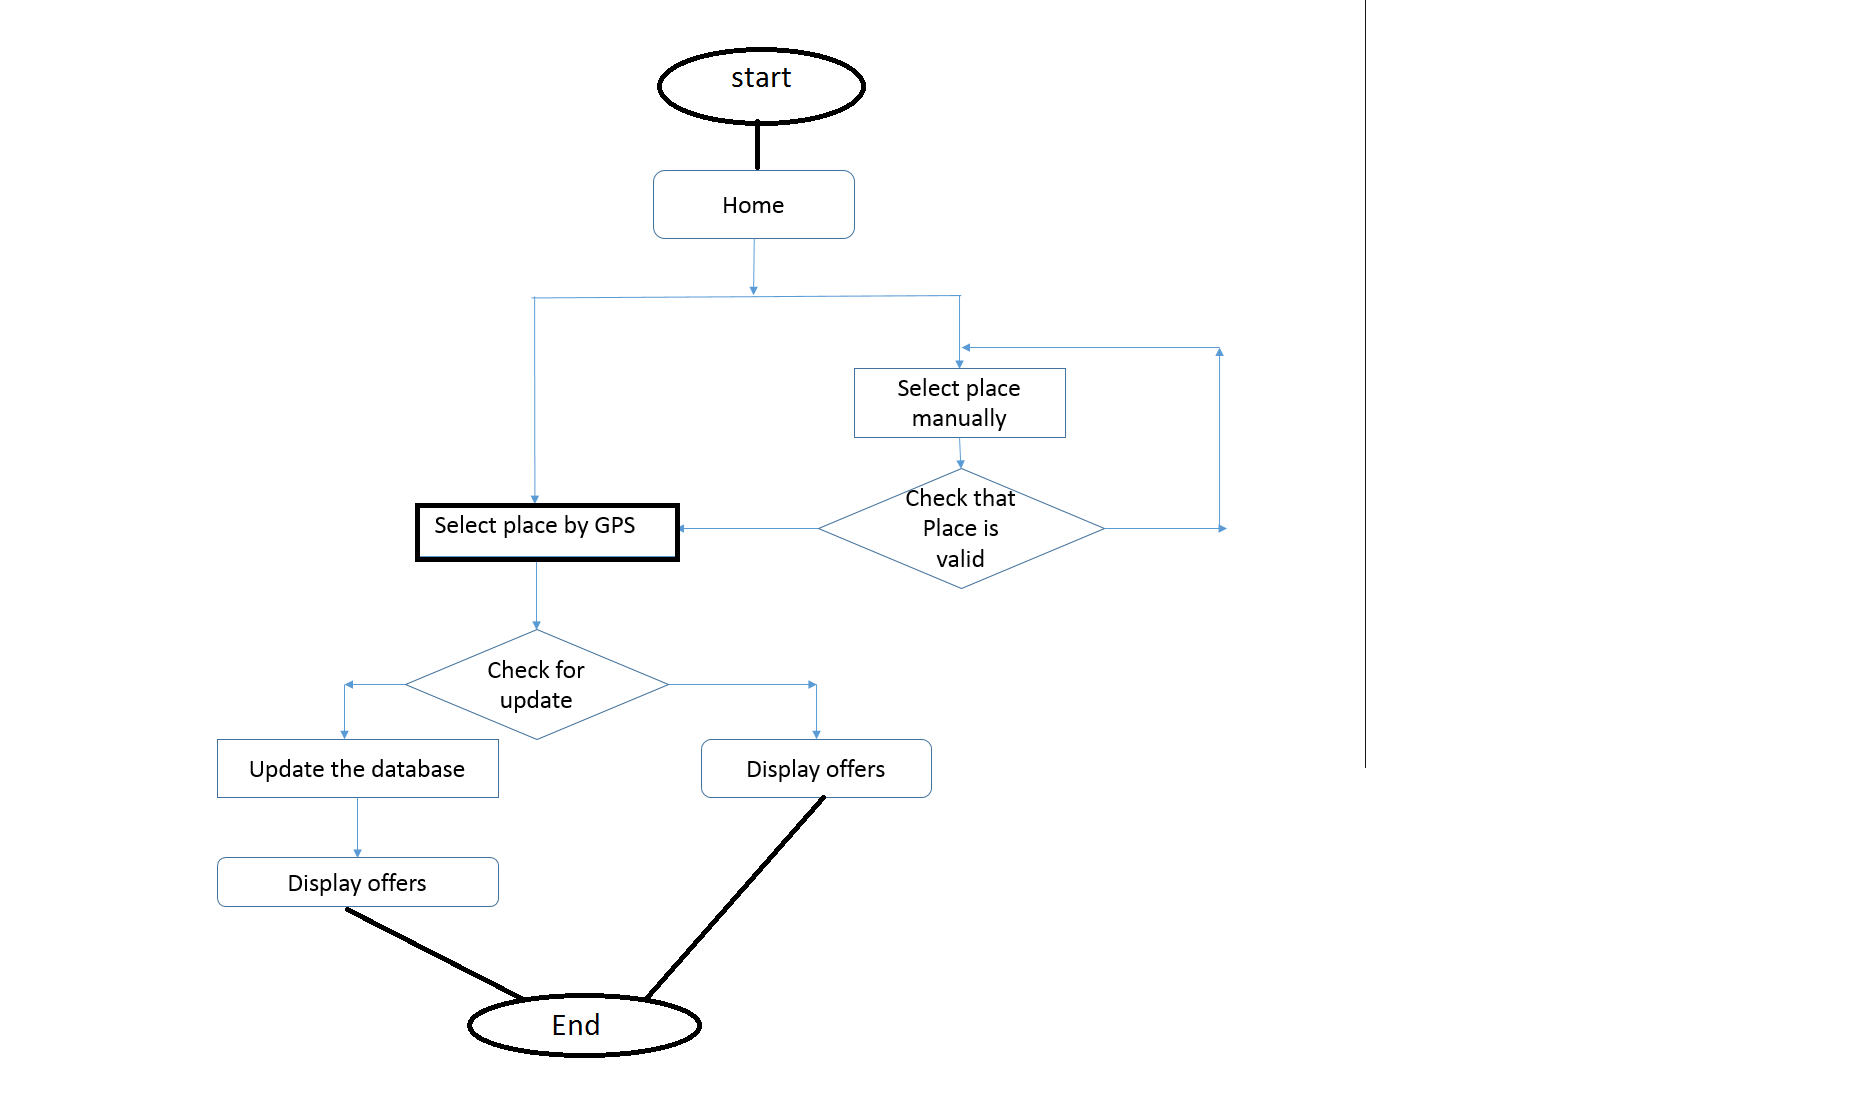 start
Home
Select place
manually
Check that
Place is
valid
Select place by GPS
Check for
update
Update the database
Display offers
Display offers
End